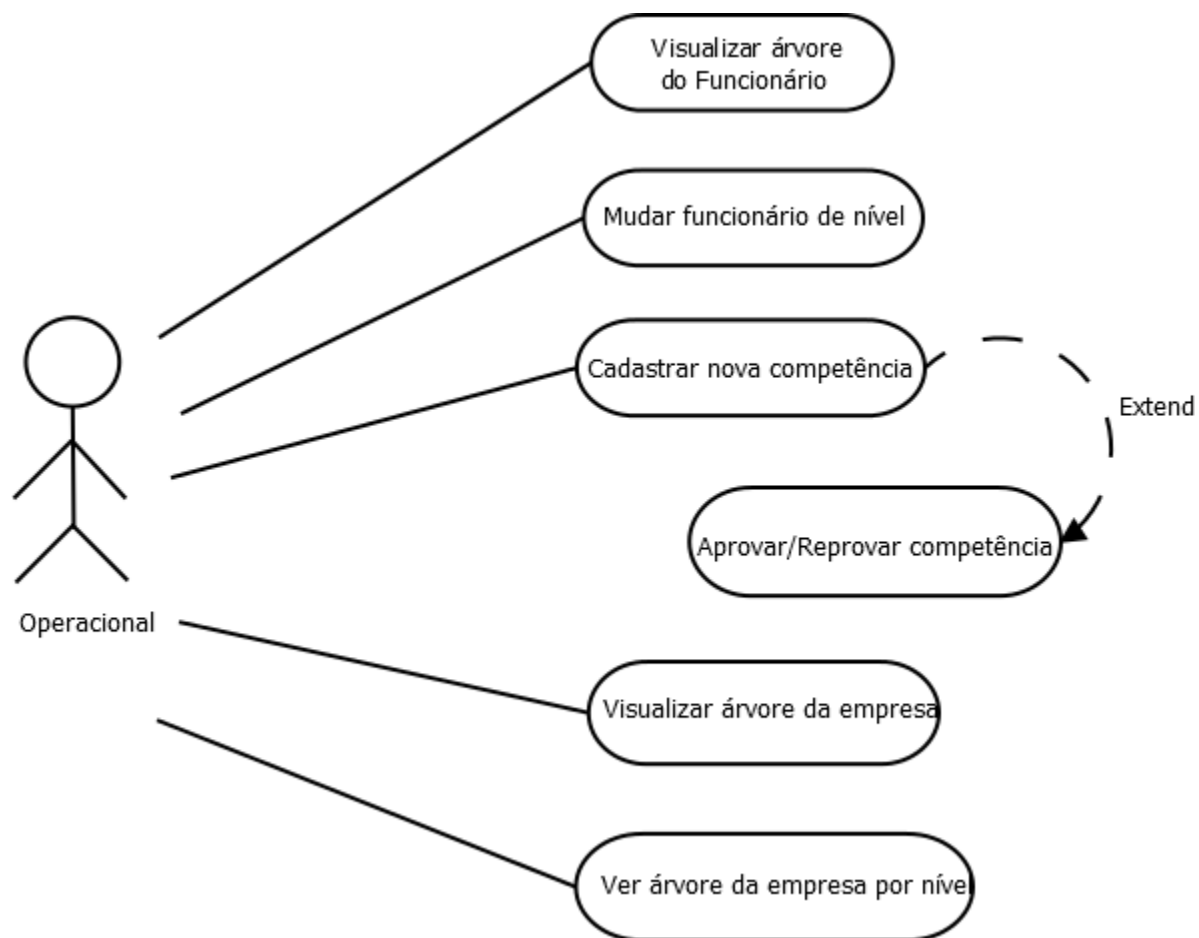 Visualizar árvore
do Funcionário
Mudar funcionário de nível
Cadastrar nova competência
Extend
Aprovar/Reprovar competência
Operacional
Visualizar árvore da empresa
Ver árvore da empresa por nível